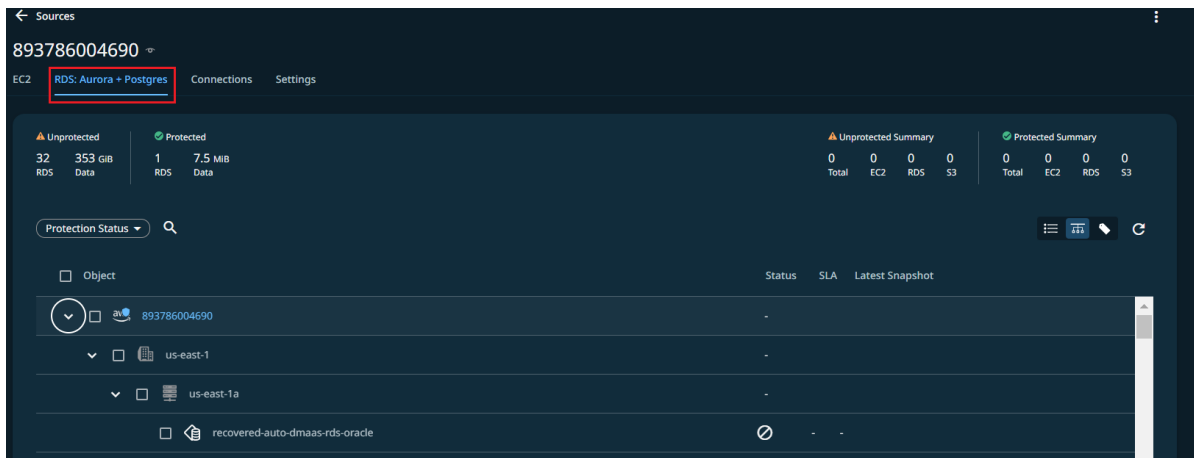 Sources
893786004690
EC2 RDS: Aurora + Postgres Connections Settings
Unprotected Protected Unprotected Summary Protected Summary
32 353 GiB 1 7.5 MiB 0 0 0 0 0 0 0 0
RDS Data RDS Data Total EC2 RDS S3 Total EC2 RDS S3
Protection Status
Object Status SLA Latest Snapshot
aws 893786004690 -
us-east-1 -
us-east-1a -
recovered-auto-dmaas-rds-oracle - -